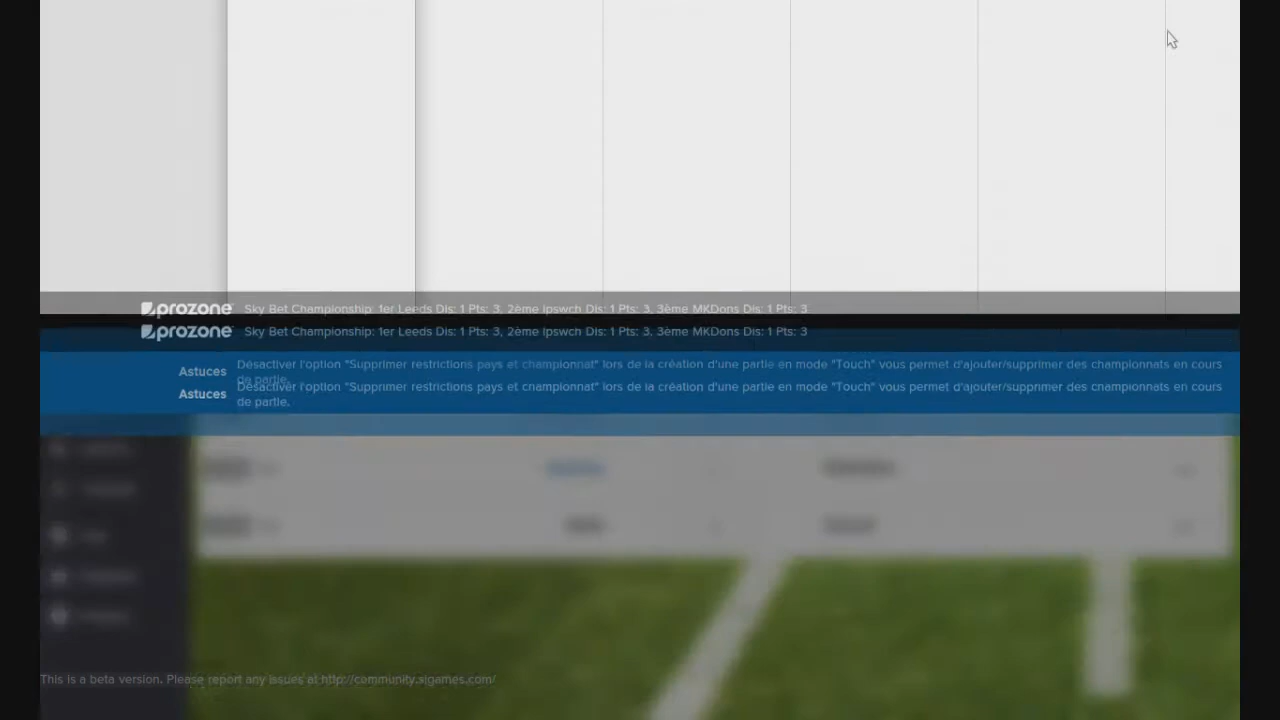 prozone Sky Bet Championship: 1er Leeds Dis: 1 Pts: 3, 2ème Ipswch Dis: 1 Pts: 3, 3ème MKDons Dis: 1 Pts: 3
prozone Sky Bet Championship: 1er Leeds Dis: 1 Pts: 3, 2ème Ipswch Dis: 1 Pts: 3, 3ème MKDons Dis: 1 Pts: 3
Astuces Désactiver l'option "Supprimer restrictions pays et championnat" lors de la création d'une partie en mode "Touch" vous permet d'ajouter/supprimer des championnats en cours
de partie.
Astuces Désactiver l'option "Supprimer restrictions pays et championnat" lors de la création d'une partie en mode "Touch" vous permet d'ajouter/supprimer des championnats en cours
de partie.
This is a beta version. Please report any issues at http://community.sigames.com/